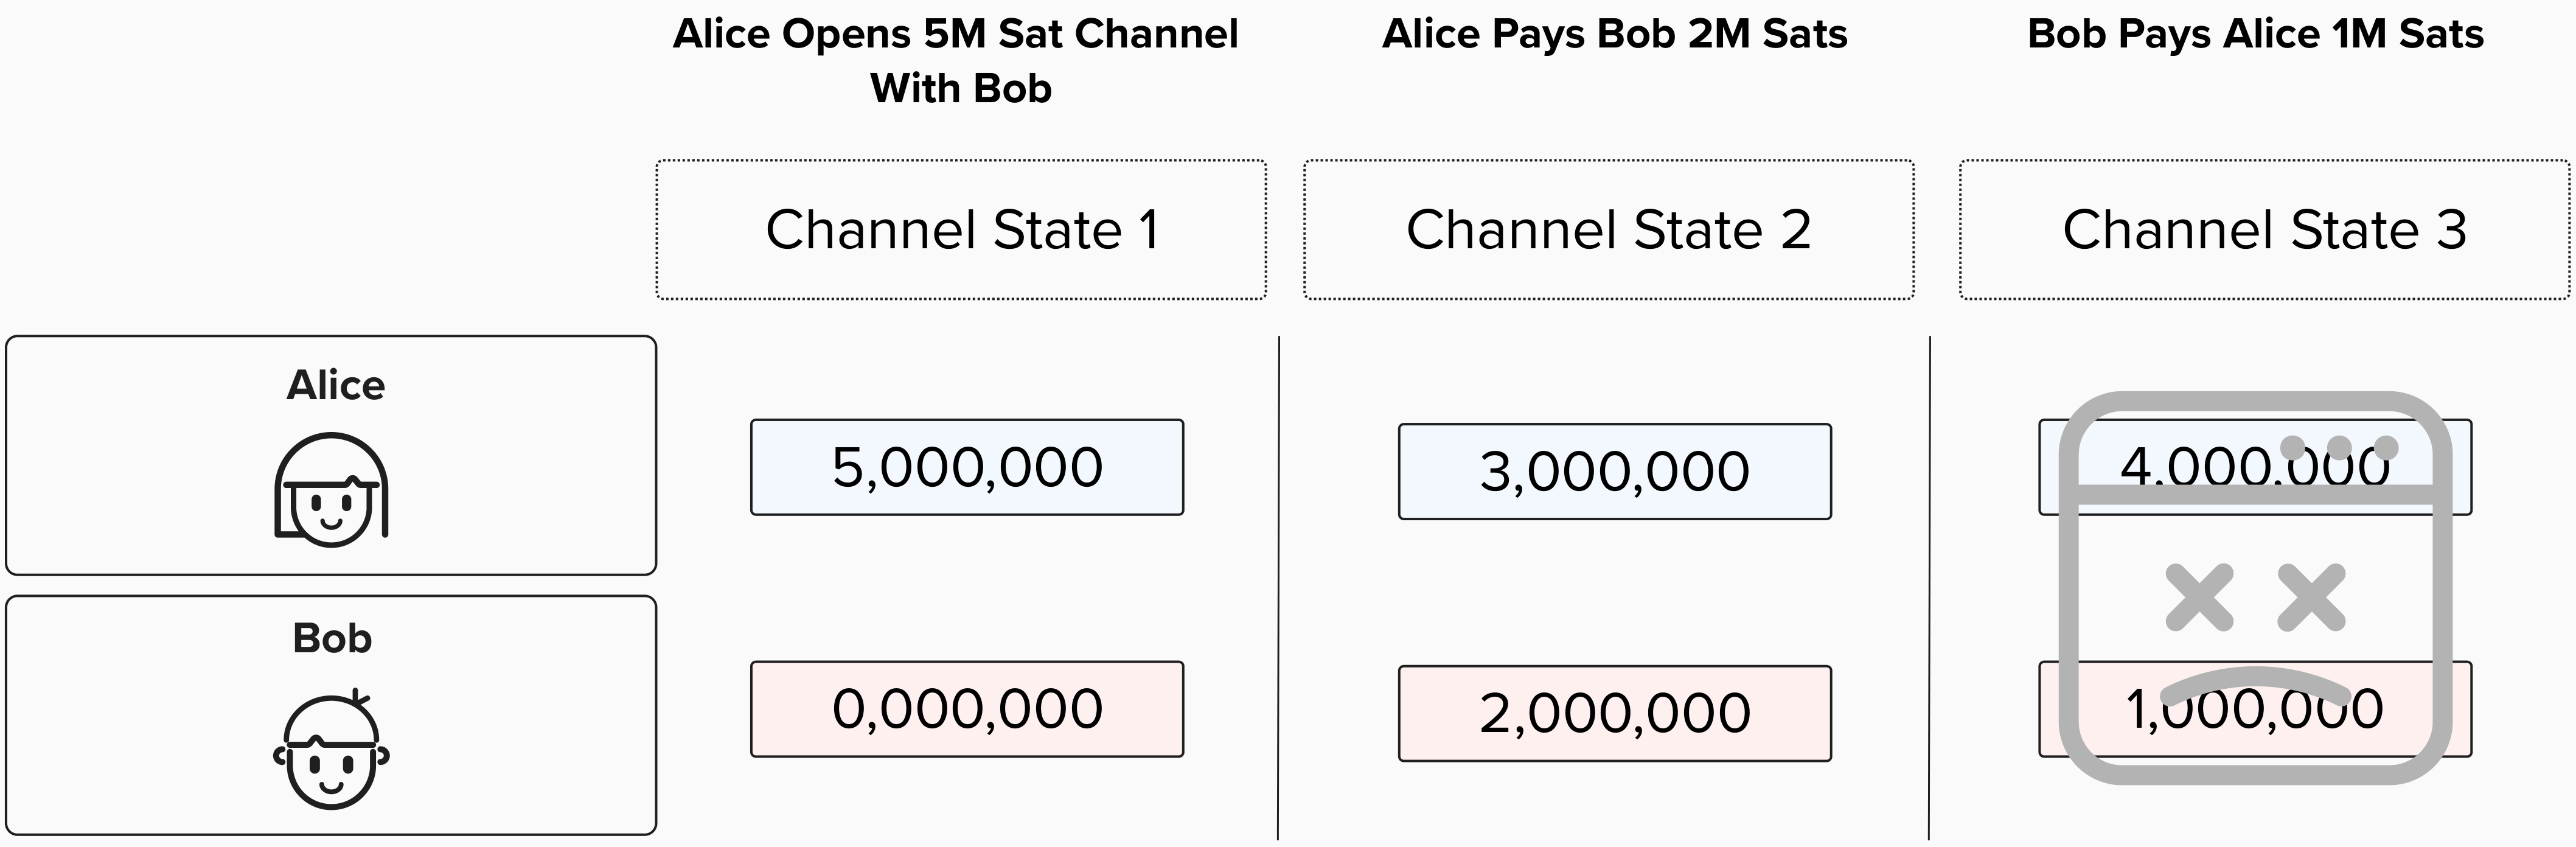 Alice Opens 5M Sat Channel
With Bob
Alice Pays Bob 2M Sats
Bob Pays Alice 1M Sats
Channel State 1
Channel State 2
Channel State 3
Alice
5,000,000
3,000,000
4,000,000
Bob
0,000,000
2,000,000
1,000,000